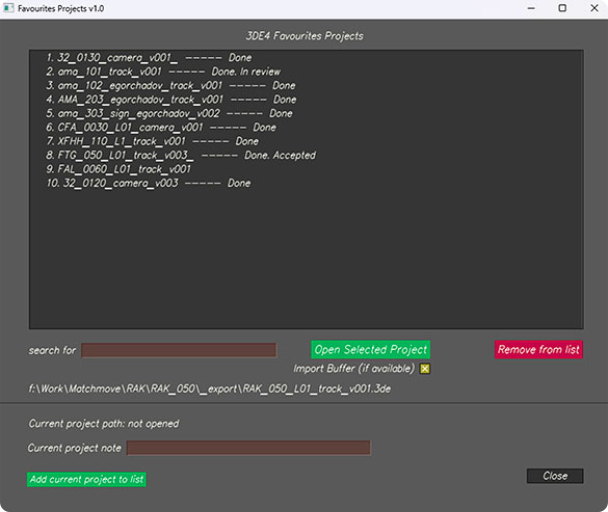 Favourites Projects v1.0
3DE4 Favourites Projects
1. 32_0130_camera_v001_ ----- Done
2. ama_101_track_v001 ----- Done. In review
3. ama_102_egorchadov_track_v001 ----- Done
4. AMA_203_egorchadov_track_v001 ----- Done
5. ama_303_sign_egorchadov_v002 ----- Done
6. CFA_0030_L01_camera_v001 ----- Done
7. XFHH_110_L1_track_v001 ----- Done
8. FTG_050_L01_track_v003_ ----- Done. Accepted
9. FAL_0060_L01_track_v001
10. 32_0120_camera_v003 ----- Done
search for
Open Selected Project
Remove from list
Import Buffer (if available)
f:\Work\Matchmove\RAK\RAK_050\_export\RAK_050_L01_track_v001.3de
Current project path: not opened
Current project note
Add current project to list
Close